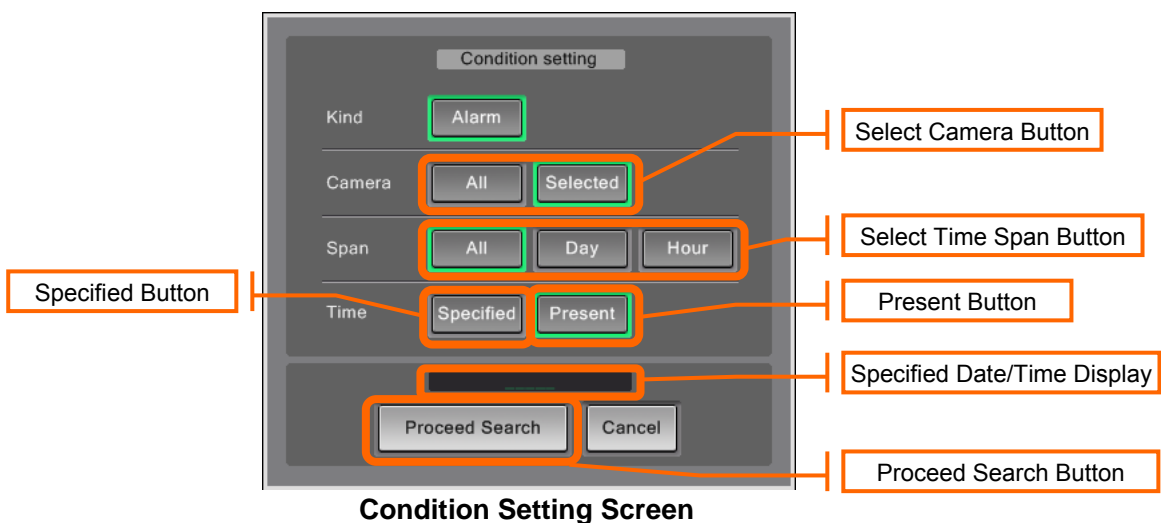 Condition setting
Kind Alarm
Select Camera Button
Camera All Selected
Select Time Span Button
Span All Day Hour
Specified Button
Present Button
Time Specified Present
Specified Date/Time Display
Proceed Search Cancel
Proceed Search Button
Condition Setting Screen